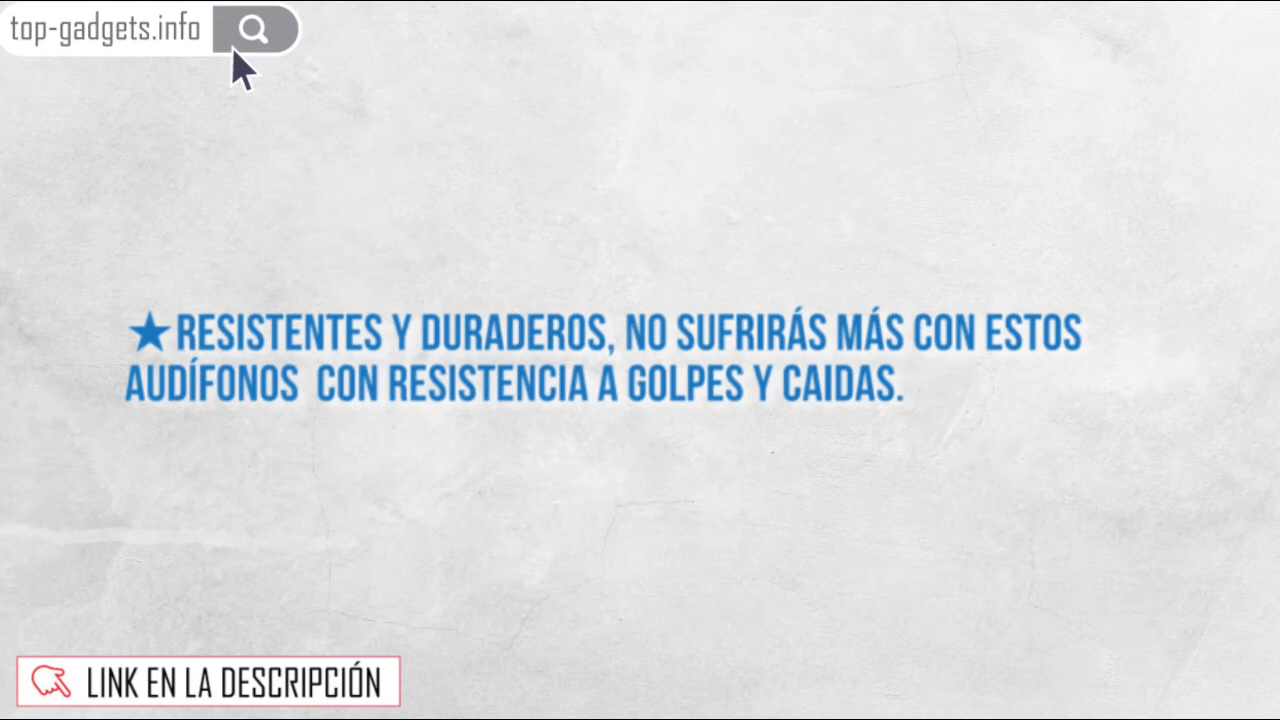 top-gadgets.info
★RESISTENTES Y DURADEROS, NO SUFRIRÁS MÁS CON ESTOS
AUDÍFONOS CON RESISTENCIA A GOLPES Y CAIDAS.
LINK EN LA DESCRIPCIÓN